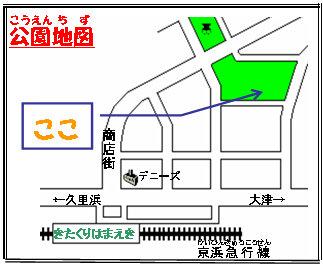 こうえん ち ず
公園地図
ここ
商店街
デニーズ
←久里浜
大津→
きたくりはまえき
けいひんきゅうこうせん
京浜急行線